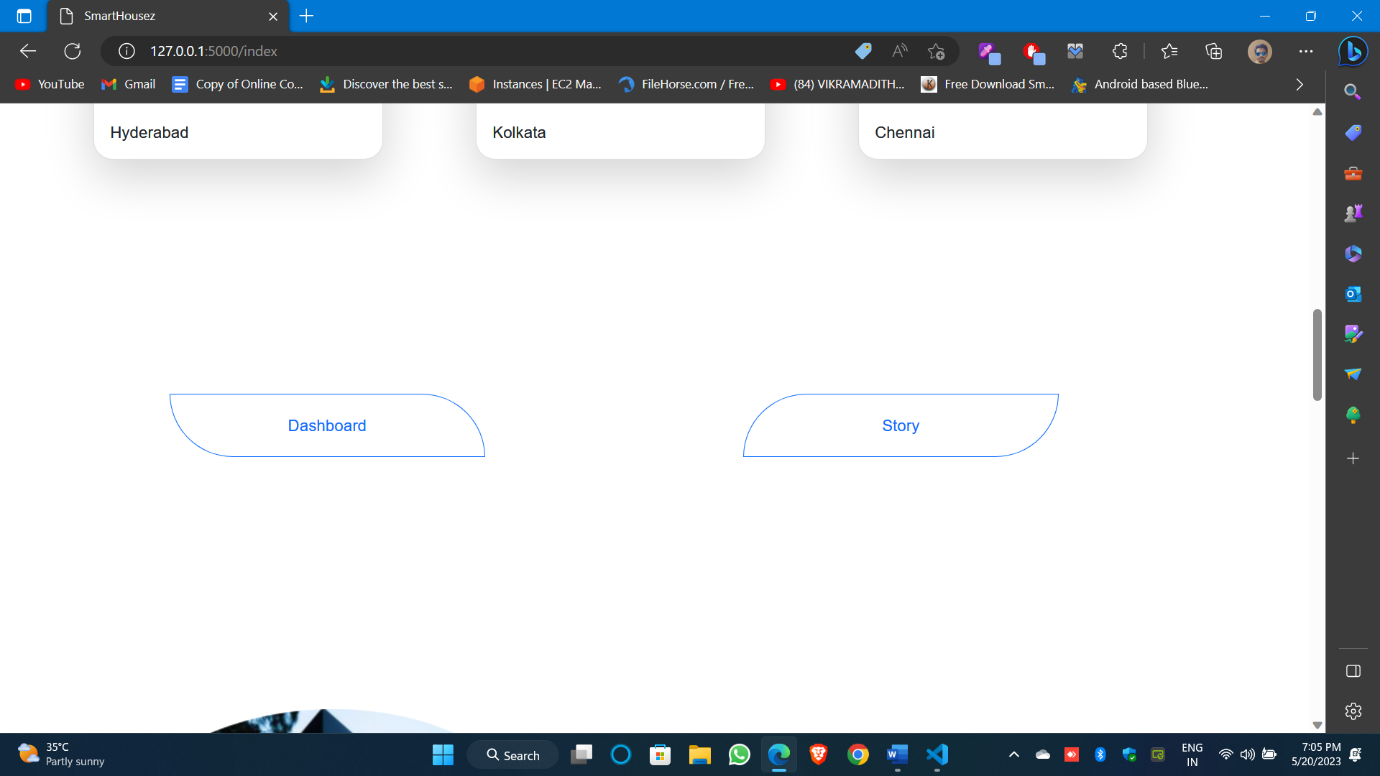 SmartHousez
127.0.0.1:5000/index
YouTube
Gmail
Copy of Online Co...
Discover the best s...
Instances | EC2 Ma...
FileHorse.com / Fre...
(84) VIKRAMADITH...
Free Download Sm...
Android based Blue...
Hyderabad
Kolkata
Chennai
Dashboard
Story
35°C
Partly sunny
Search
ENG
IN
7:05 PM
5/20/2023